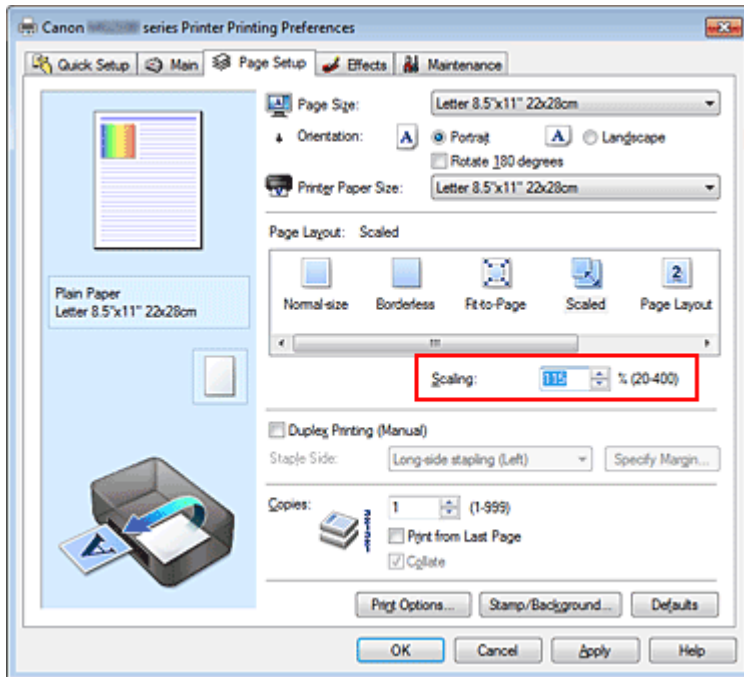 Canon series Printer Printing Preferences
Quick Setup Main Page Setup Effects Maintenance
Page Size: Letter 8.5"x11" 22x28cm
Orientation: A Portrait A Landscape
Rotate 180 degrees
Printer Paper Size: Letter 8.5"x11" 22x28cm
Page Layout: Scaled
Normal-size Borderless Fit-to-Page Scaled 2 Page Layout
Plain Paper
Letter 8.5"x11" 22x28cm
Scaling: 115 % (20-400)
Duplex Printing (Manual)
Staple Side: Long-side stapling (Left) Specify Margin...
Copies: 1 (1-999)
Print from Last Page
Collate
A
Print Options... Stamp/Background... Defaults
OK Cancel Apply Help